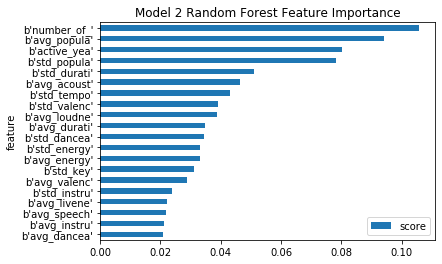 Model 2 Random Forest Feature Importance
b'number_of_'
b'avg_popula'
b'active_yea'
b'std_popula'
b'std_durati'
b'avg_acoust'
b'std_tempo'
b'std_valenc'
b'avg_loudne'
b'avg_durati'
b'std_dancea'
b'std_energy'
b'avg_energy'
b'std_key'
b'avg_valenc'
b'std_instru'
b'avg_livene'
b'avg_speech'
b'avg_instru'
b'avg_dancea'
feature
score
0.00 0.02 0.04 0.06 0.08 0.10